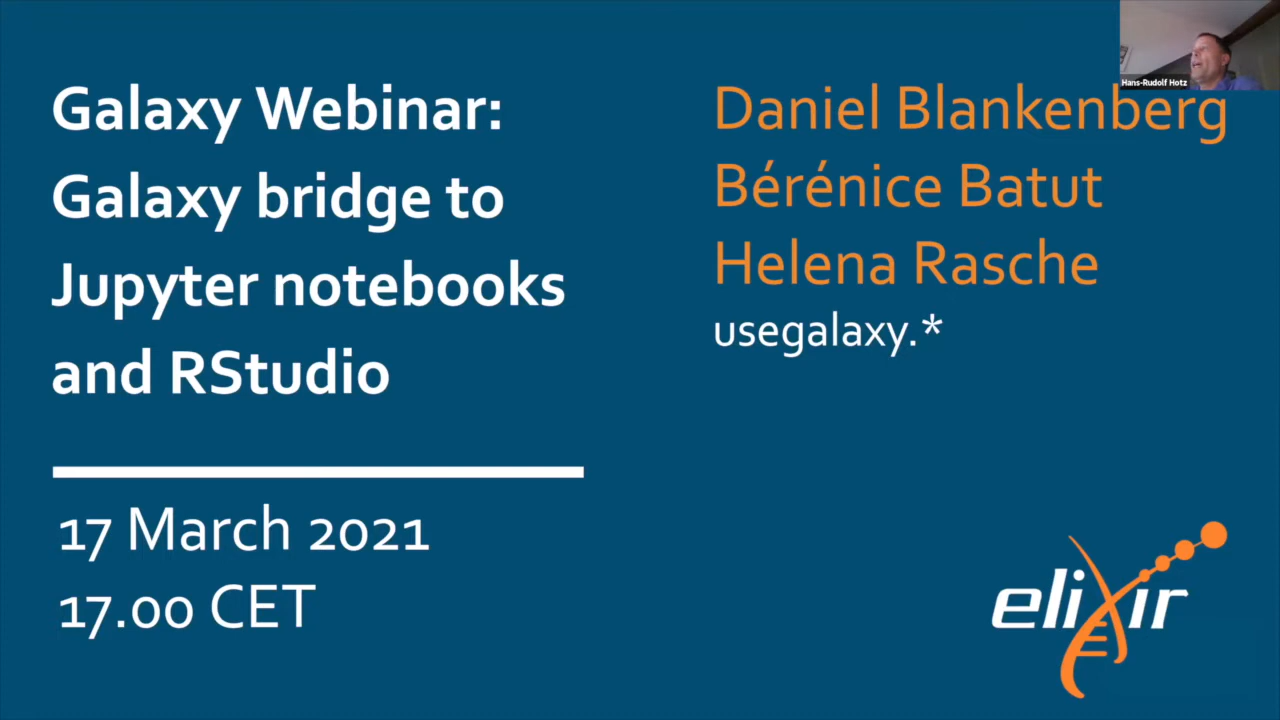 Galaxy Webinar:
Galaxy bridge to
Jupyter notebooks
and RStudio
17 March 2021
17.00 CET
Hans-Rudolf Hotz
Daniel Blankenberg
Bérénice Batut
Helena Rasche
usegalaxy.*
elixir